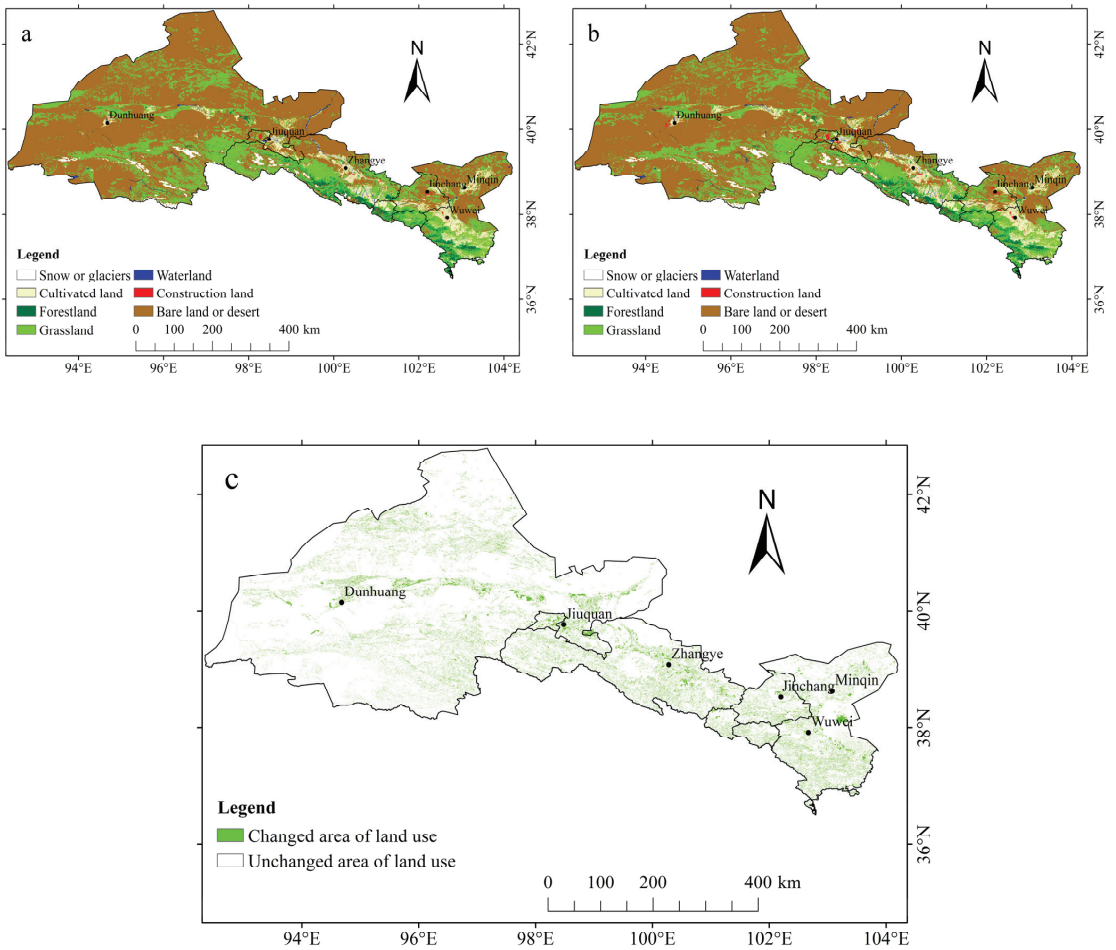 a
N
42°N
40°N
38°N
36°N
Dunhuang
Jiuquan
Zhangye
Jinchang
Minqin
Wuwei
Legend
Snow or glaciers
Waterland
Cultivated land
Construction land
Forestland
Bare land or desert
Grassland
0 100 200 400 km
94°E 96°E 98°E 100°E 102°E 104°E
b
N
42°N
40°N
38°N
36°N
Dunhuang
Jiuquan
Zhangye
Jinchang
Minqin
Wuwei
Legend
Snow or glaciers
Waterland
Cultivated land
Construction land
Forestland
Bare land or desert
Grassland
0 100 200 400 km
94°E 96°E 98°E 100°E 102°E 104°E
c
N
42°N
40°N
38°N
36°N
Dunhuang
Jiuquan
Zhangye
Jinchang
Minqin
Wuwei
Legend
Changed area of land use
Unchanged area of land use
0 100 200 400 km
94°E 96°E 98°E 100°E 102°E 104°E